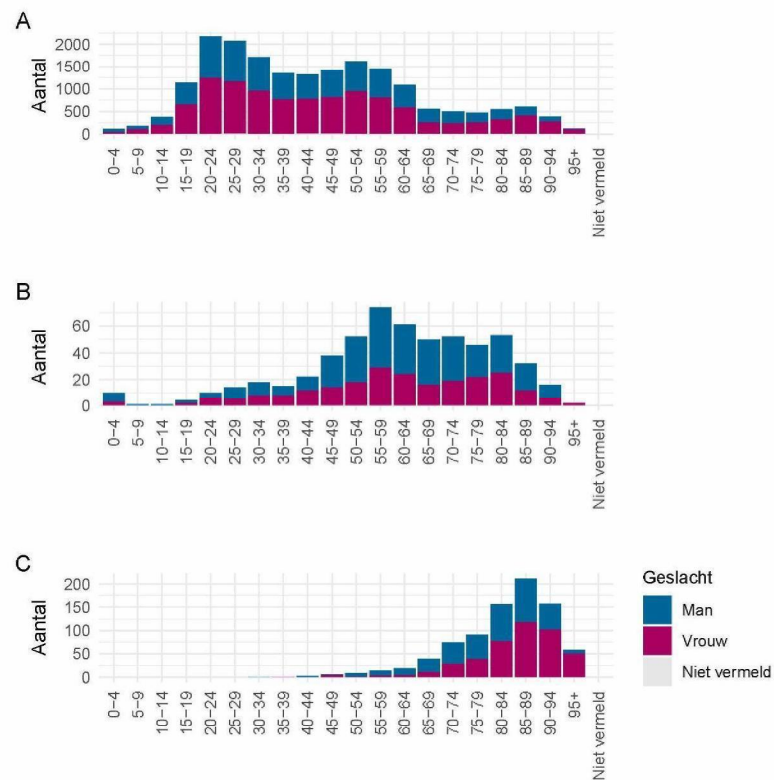 A
Aantal
2000
1500
1000
500
0
0-4 5-9 10-14 15-19 20-24 25-29 30-34 35-39 40-44 45-49 50-54 55-59 60-64 65-69 70-74 75-79 80-84 85-89 90-94 95+ Niet vermeld
B
Aantal
60
40
20
0
0-4 5-9 10-14 15-19 20-24 25-29 30-34 35-39 40-44 45-49 50-54 55-59 60-64 65-69 70-74 75-79 80-84 85-89 90-94 95+ Niet vermeld
C
Aantal
200
150
100
50
0
0-4 5-9 10-14 15-19 20-24 25-29 30-34 35-39 40-44 45-49 50-54 55-59 60-64 65-69 70-74 75-79 80-84 85-89 90-94 95+ Niet vermeld
Geslacht
Man
Vrouw
Niet vermeld